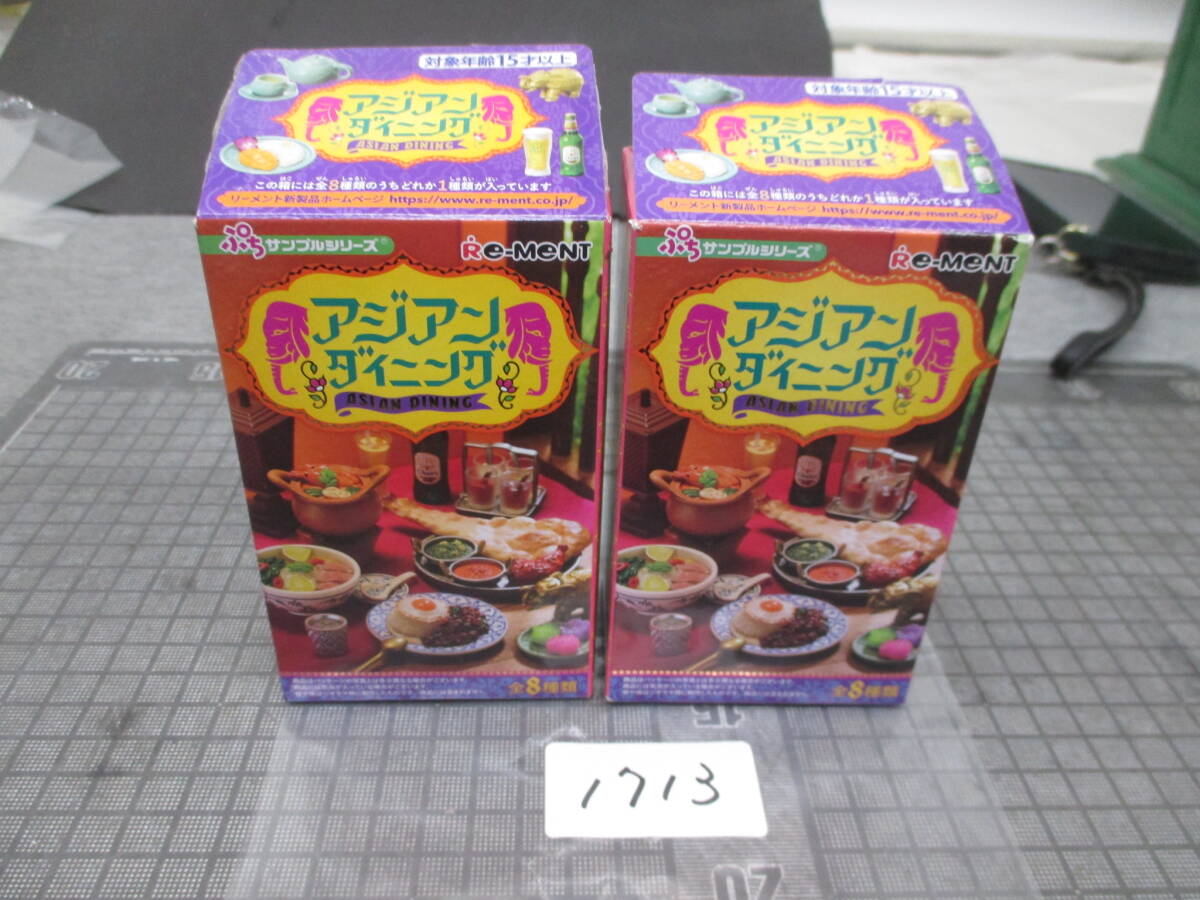 対象年齢15才以上
アジアン
ダイニング
ASIAN DINING
この箱には全8種類のうちどれか1種類が入っています
リーメント新製品ホームページ https://www.re-ment.co.jp/
ぷちサンプルシリーズ®
Re-MeNT
アジアン
ダイニング
ASIAN DINING
全8種類
対象年齢15才以上
アジアン
ダイニング
ASIAN DINING
この箱には全8種類のうちどれか1種類が入っています
リーメント新製品ホームページ https://www.re-ment.co.jp/
ぷちサンプルシリーズ®
Re-MeNT
アジアン
ダイニング
ASIAN DINING
全8種類
1713
20
15